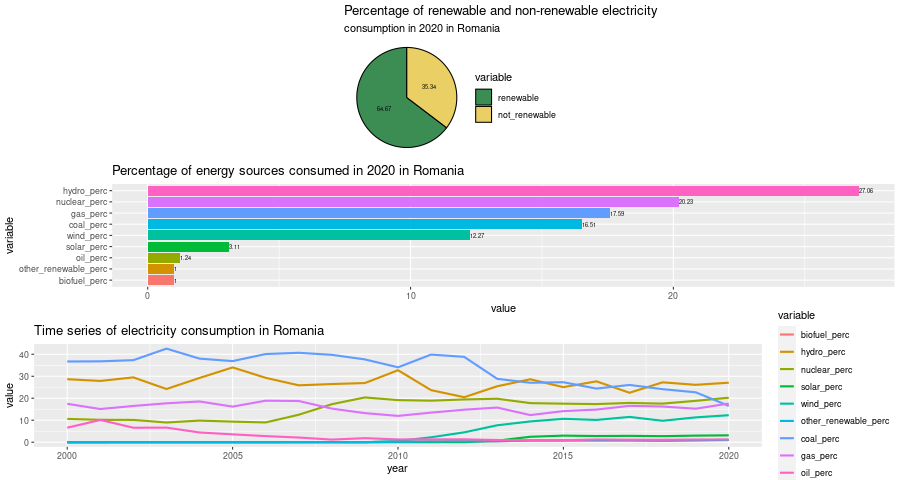 Percentage of renewable and non-renewable electricity
consumption in 2020 in Romania
35.34
64.67
variable
renewable
not_renewable
Percentage of energy sources consumed in 2020 in Romania
variable
hydro_perc
27.06
nuclear_perc
20.23
gas_perc
17.59
coal_perc
16.51
wind_perc
12.27
solar_perc
3.11
oil_perc
1.24
other_renewable_perc
1
biofuel_perc
1
0 10 20
value
Time series of electricity consumption in Romania
value
40
30
20
10
0
2000 2005 2010 2015 2020
year
variable
biofuel_perc
hydro_perc
nuclear_perc
solar_perc
wind_perc
other_renewable_perc
coal_perc
gas_perc
oil_perc